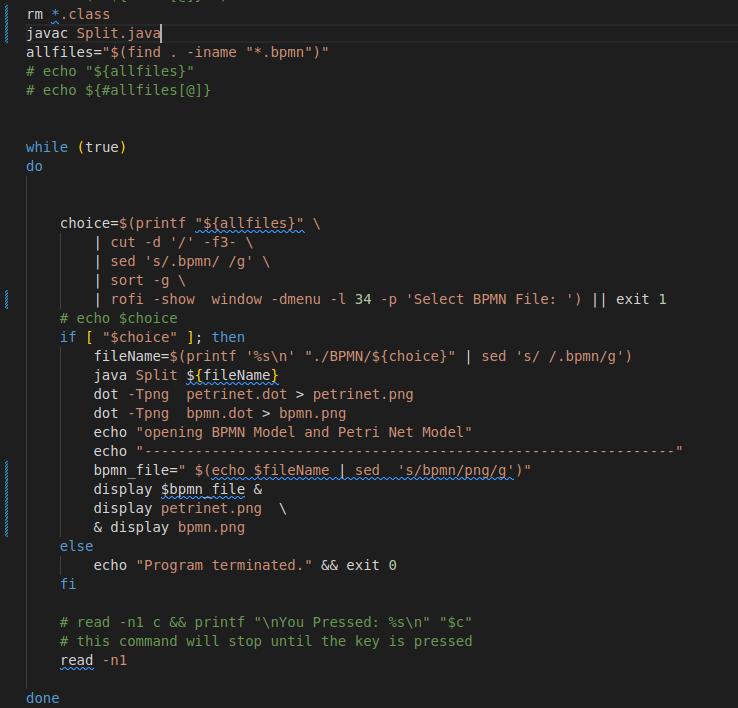 rm *.class
javac Split.java
allfiles="$(find . -iname "*.bpmn")"
# echo "${allfiles}"
# echo ${#allfiles[@]}
while (true)
do
choice=$(printf "${allfiles}" \
| cut -d '/' -f3- \
| sed 's/.bpmn/ /g' \
| sort -g \
| rofi -show  window -dmenu -l 34 -p 'Select BPMN File: ') || exit 1
# echo $choice
if [ "$choice" ]; then
fileName=$(printf '%s\n' "./BPMN/${choice}" | sed 's/ /.bpmn/g')
java Split ${fileName}
dot -Tpng  petrinet.dot > petrinet.png
dot -Tpng  bpmn.dot > bpmn.png
echo "opening BPMN Model and Petri Net Model"
echo "---------------------------------------------------------------"
bpmn_file=" $(echo $fileName | sed  's/bpmn/png/g')"
display $bpmn_file &
display petrinet.png  \
& display bpmn.png
else
echo "Program terminated." && exit 0
fi
# read -n1 c && printf "\nYou Pressed: %s\n" "$c"
# this command will stop until the key is pressed
read -n1
done